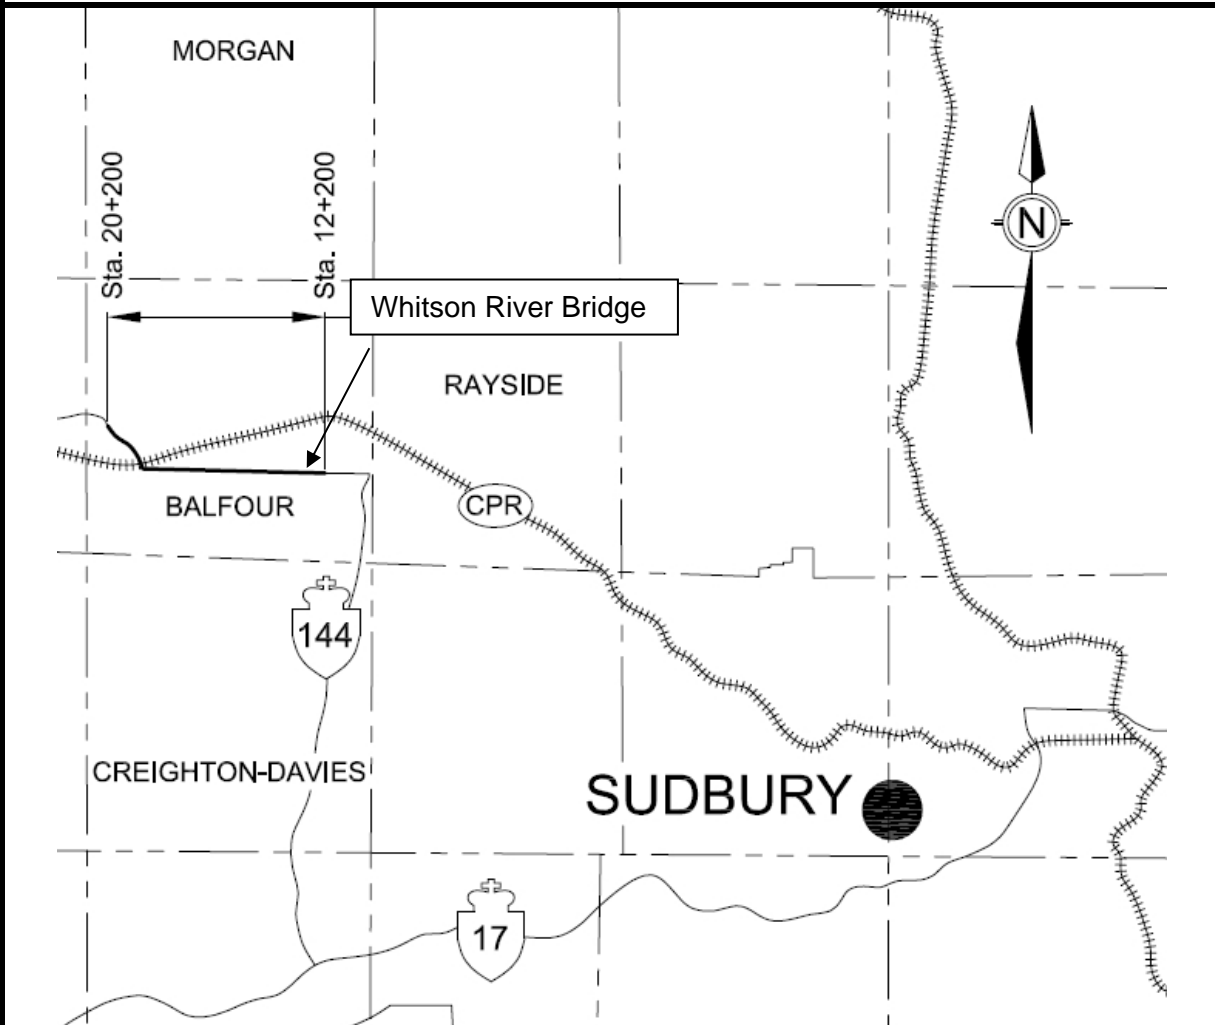 MORGAN
Sta. 20+200
Sta. 12+200
N
Whitson River Bridge
RAYSIDE
BALFOUR
CPR
144
CREIGHTON-DAVIES
SUDBURY
17